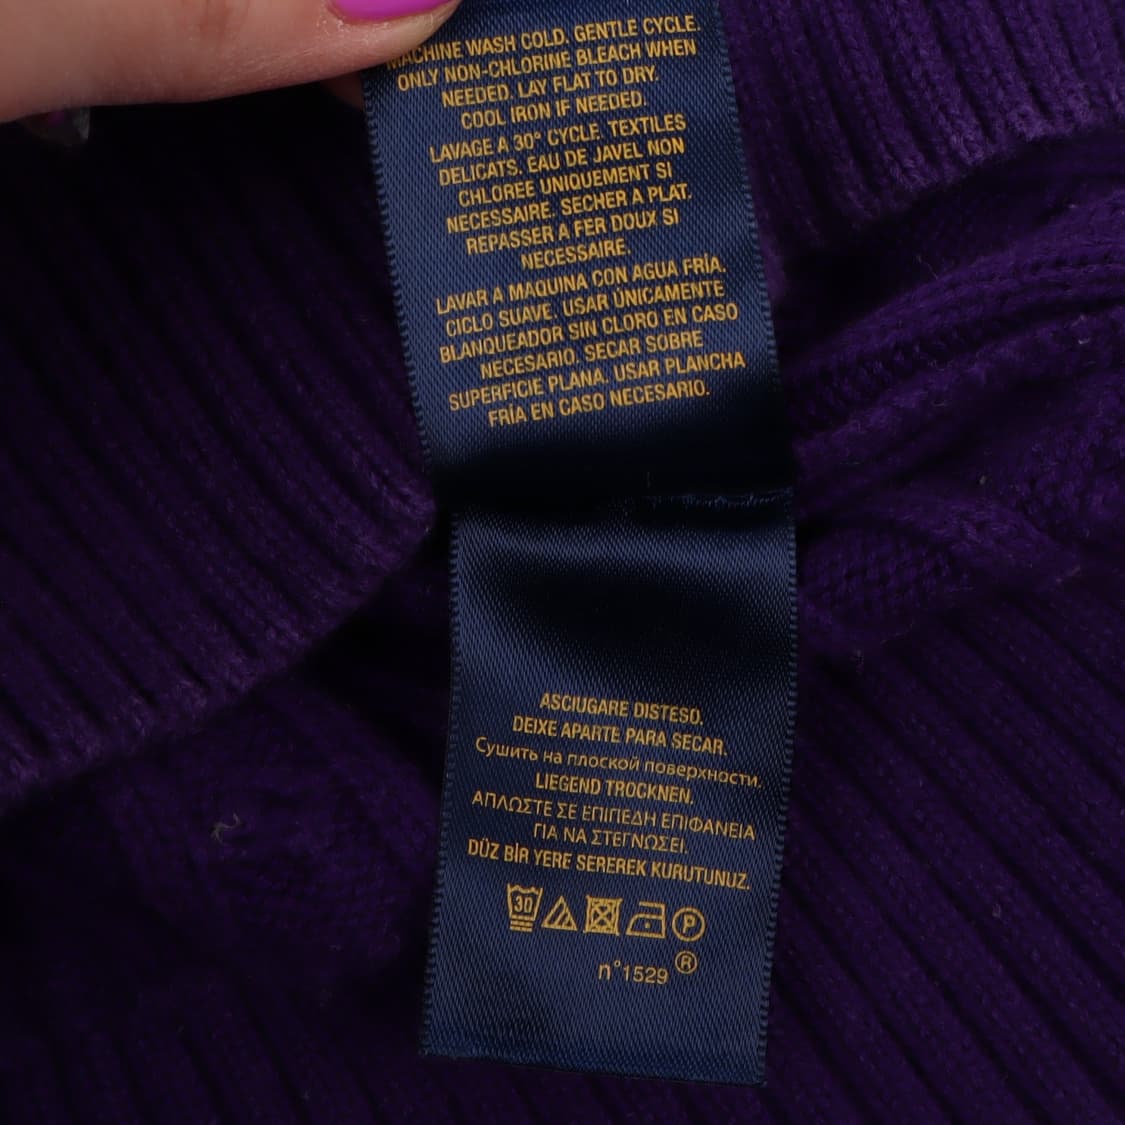 MACHINE WASH COLD. GENTLE CYCLE.
ONLY NON-CHLORINE BLEACH WHEN
NEEDED. LAY FLAT TO DRY.
COOL IRON IF NEEDED.
LAVAGE A 30° CYCLE. TEXTILES
DELICATS. EAU DE JAVEL NON
CHLOREE UNIQUEMENT SI
NECESSAIRE. SECHER A PLAT.
REPASSER A FER DOUX SI
NECESSAIRE.
LAVAR A MAQUINA CON AGUA FRÍA.
CICLO SUAVE. USAR ÚNICAMENTE
BLANQUEADOR SIN CLORO EN CASO
NECESARIO. SECAR SOBRE
SUPERFICIE PLANA. USAR PLANCHA
FRÍA EN CASO NECESARIO.
ASCIUGARE DISTESO.
DEIXE APARTE PARA SECAR.
Сушить на плоской поверхности.
LIEGEND TROCKNEN.
ΑΠΛΩΣΤΕ ΣΕ ΕΠΙΠΕΔΗ ΕΠΙΦΑΝΕΙΑ
ΓΙΑ ΝΑ ΣΤΕΓΝΩΣΕΙ.
DÜZ BİR YERE SEREREK KURUTUNUZ.
30 P
n°1529 ®